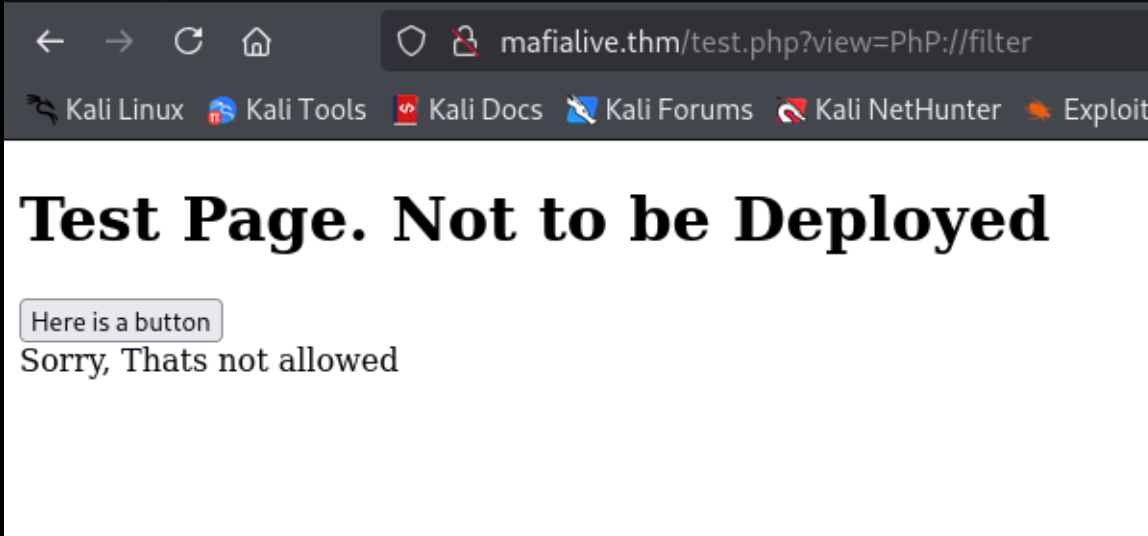 mafialive.thm/test.php?view=PhP://filter
Kali Linux Kali Tools Kali Docs Kali Forums Kali NetHunter Exploit
Test Page. Not to be Deployed
Here is a button
Sorry, Thats not allowed